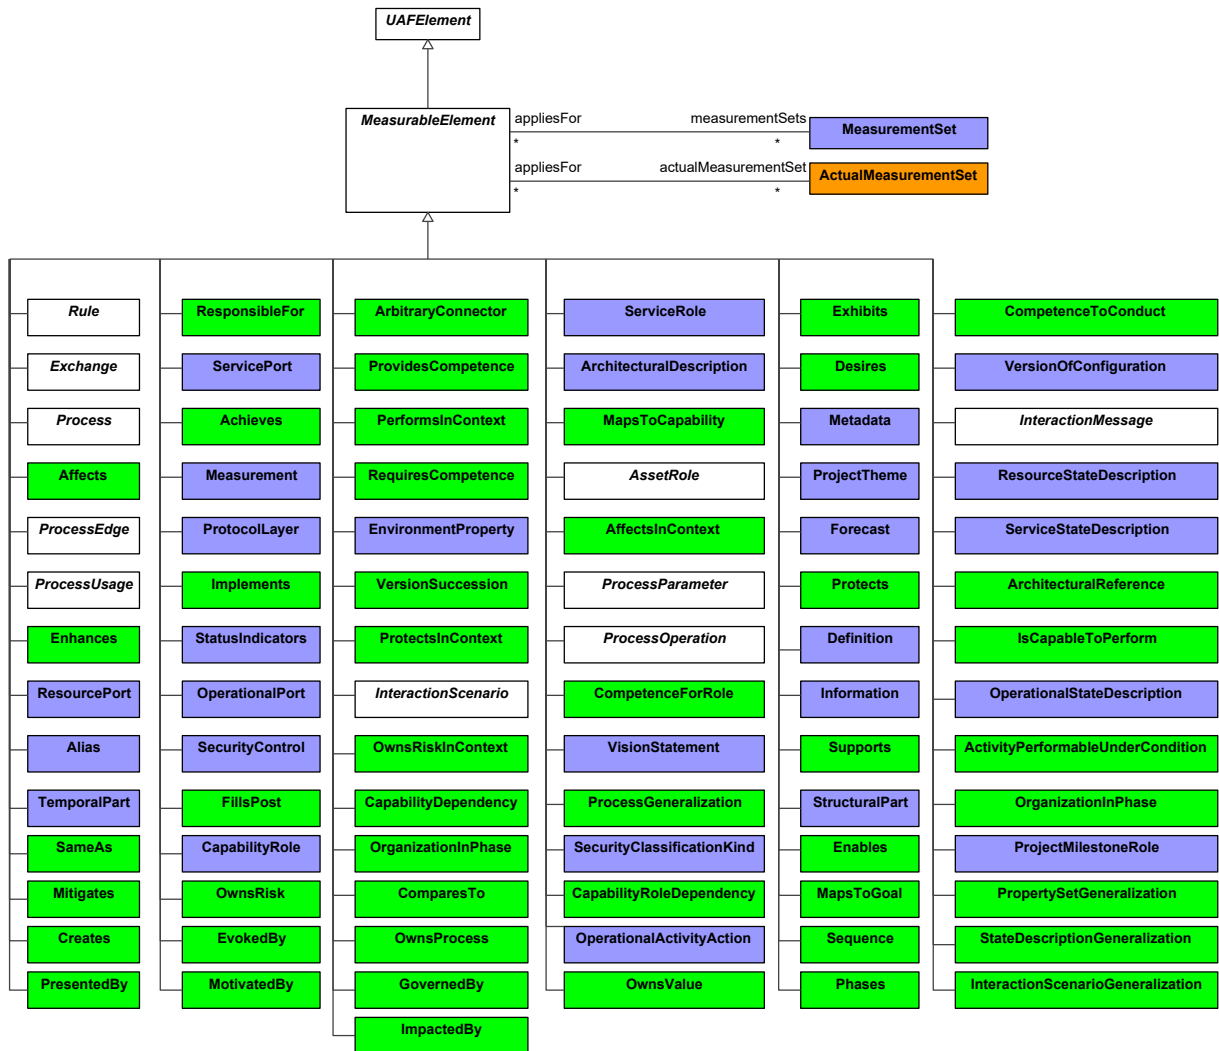 UAFElement
MeasurableElement
appliesFor
measurementSets
*
*
MeasurementSet
appliesFor
actualMeasurementSet
*
*
ActualMeasurementSet
Rule
Exchange
Process
Affects
ProcessEdge
ProcessUsage
Enhances
ResourcePort
Alias
TemporalPart
SameAs
Mitigates
Creates
PresentedBy
ResponsibleFor
ServicePort
Achieves
Measurement
ProtocolLayer
Implements
StatusIndicators
OperationalPort
SecurityControl
FillsPost
CapabilityRole
OwnsRisk
EvokedBy
MotivatedBy
ArbitraryConnector
ProvidesCompetence
PerformsInContext
RequiresCompetence
EnvironmentProperty
VersionSuccession
ProtectsInContext
InteractionScenario
OwnsRiskInContext
CapabilityDependency
OrganizationInPhase
ComparesTo
OwnsProcess
GovernedBy
ImpactedBy
ServiceRole
ArchitecturalDescription
MapsToCapability
AssetRole
AffectsInContext
ProcessParameter
ProcessOperation
CompetenceForRole
VisionStatement
ProcessGeneralization
SecurityClassificationKind
CapabilityRoleDependency
OperationalActivityAction
OwnsValue
Exhibits
Desires
Metadata
ProjectTheme
Forecast
Protects
Definition
Information
Supports
StructuralPart
Enables
MapsToGoal
Sequence
Phases
CompetenceToConduct
VersionOfConfiguration
InteractionMessage
ResourceStateDescription
ServiceStateDescription
ArchitecturalReference
IsCapableToPerform
OperationalStateDescription
ActivityPerformableUnderCondition
OrganizationInPhase
ProjectMilestoneRole
PropertySetGeneralization
StateDescriptionGeneralization
InteractionScenarioGeneralization